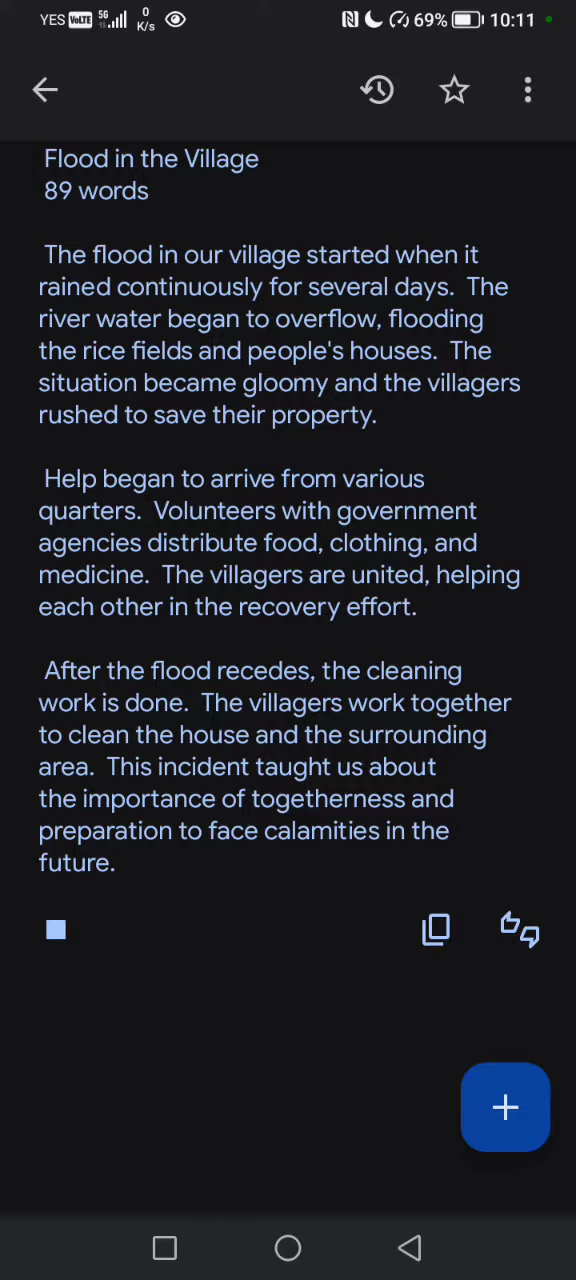 YES VoLTE 5G 0 K/s 69% 10:11
Flood in the Village
89 words
The flood in our village started when it
rained continuously for several days.  The
river water began to overflow, flooding
the rice fields and people's houses.  The
situation became gloomy and the villagers
rushed to save their property.
Help began to arrive from various
quarters.  Volunteers with government
agencies distribute food, clothing, and
medicine.  The villagers are united, helping
each other in the recovery effort.
After the flood recedes, the cleaning
work is done.  The villagers work together
to clean the house and the surrounding
area.  This incident taught us about
the importance of togetherness and
preparation to face calamities in the
future.